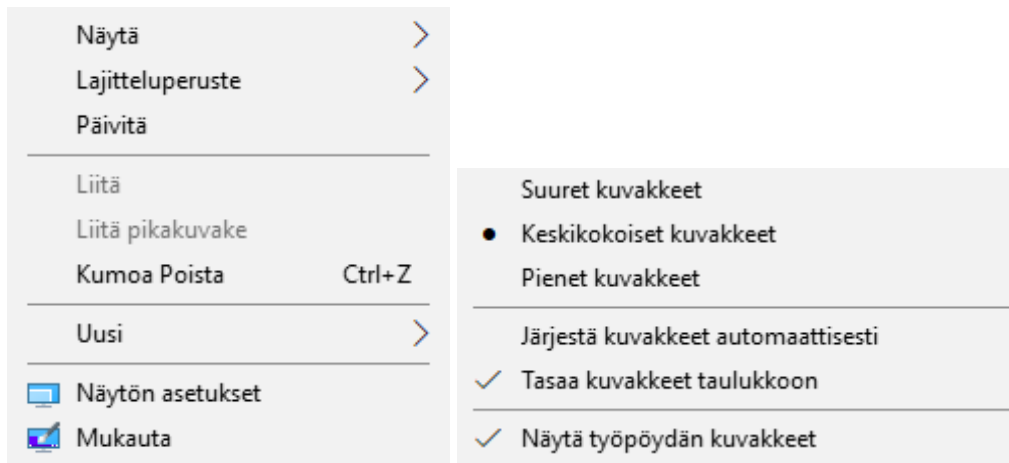 Näytä
Lajitteluperuste
Päivitä
Liitä
Liitä pikakuvake
Kumoa Poista Ctrl+Z
Uusi
Näytön asetukset
Mukauta
Suuret kuvakkeet
Keskikokoiset kuvakkeet
Pienet kuvakkeet
Järjestä kuvakkeet automaattisesti
Tasaa kuvakkeet taulukkoon
Näytä työpöydän kuvakkeet